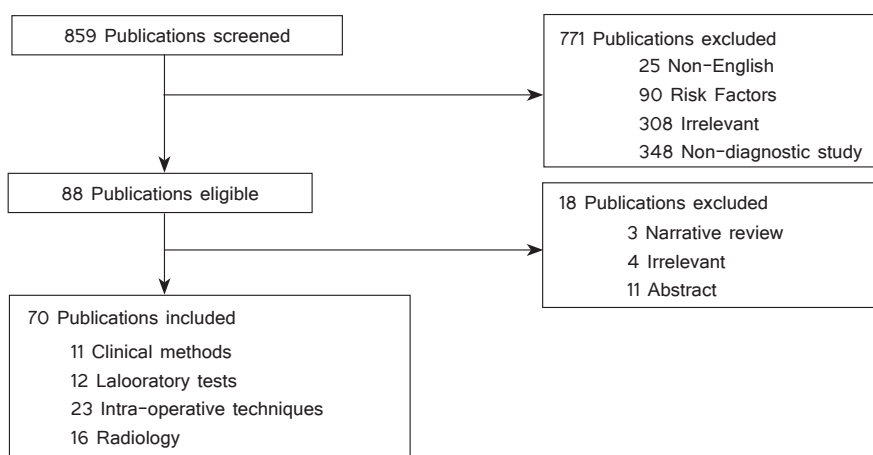 859 Publications screened
771 Publications excluded
25 Non-English
90 Risk Factors
308 Irrelevant
348 Non-diagnostic study
88 Publications eligible
18 Publications excluded
3 Narrative review
4 Irrelevant
11 Abstract
70 Publications included
11 Clinical methods
12 Lalooratory tests
23 Intra-operative techniques
16 Radiology